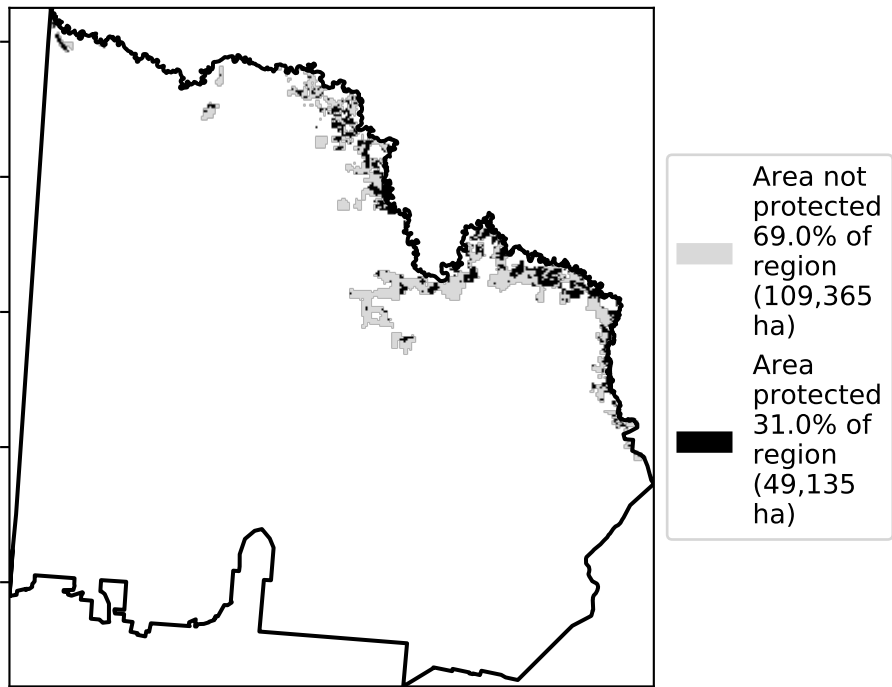 Area not
protected
69.0% of
region
(109,365
ha)
Area
protected
31.0% of
region
(49,135
ha)